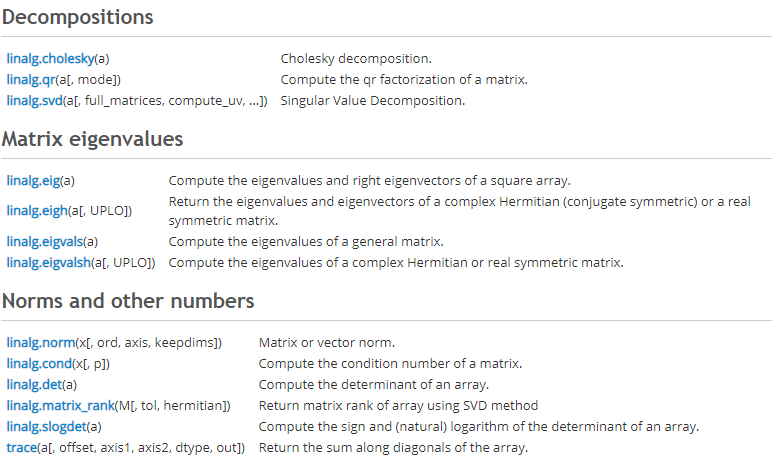 Decompositions
linalg.cholesky(a) Cholesky decomposition.
linalg.qr(a[, mode]) Compute the qr factorization of a matrix.
linalg.svd(a[, full_matrices, compute_uv, ...]) Singular Value Decomposition.
Matrix eigenvalues
linalg.eig(a) Compute the eigenvalues and right eigenvectors of a square array.
linalg.eigh(a[, UPLO]) Return the eigenvalues and eigenvectors of a complex Hermitian (conjugate symmetric) or a real
symmetric matrix.
linalg.eigvals(a) Compute the eigenvalues of a general matrix.
linalg.eigvalsh(a[, UPLO]) Compute the eigenvalues of a complex Hermitian or real symmetric matrix.
Norms and other numbers
linalg.norm(x[, ord, axis, keepdims]) Matrix or vector norm.
linalg.cond(x[, p]) Compute the condition number of a matrix.
linalg.det(a) Compute the determinant of an array.
linalg.matrix_rank(M[, tol, hermitian]) Return matrix rank of array using SVD method
linalg.slogdet(a) Compute the sign and (natural) logarithm of the determinant of an array.
trace(a[, offset, axis1, axis2, dtype, out]) Return the sum along diagonals of the array.